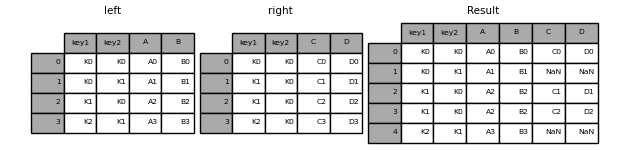 left
key1 key2 A B
0 K0 K0 A0 B0
1 K0 K1 A1 B1
2 K1 K0 A2 B2
3 K2 K1 A3 B3
right
key1 key2 C D
0 K0 K0 C0 D0
1 K1 K0 C1 D1
2 K1 K0 C2 D2
3 K2 K0 C3 D3
Result
key1 key2 A B C D
0 K0 K0 A0 B0 C0 D0
1 K0 K1 A1 B1 NaN NaN
2 K1 K0 A2 B2 C1 D1
3 K1 K0 A2 B2 C2 D2
4 K2 K1 A3 B3 NaN NaN